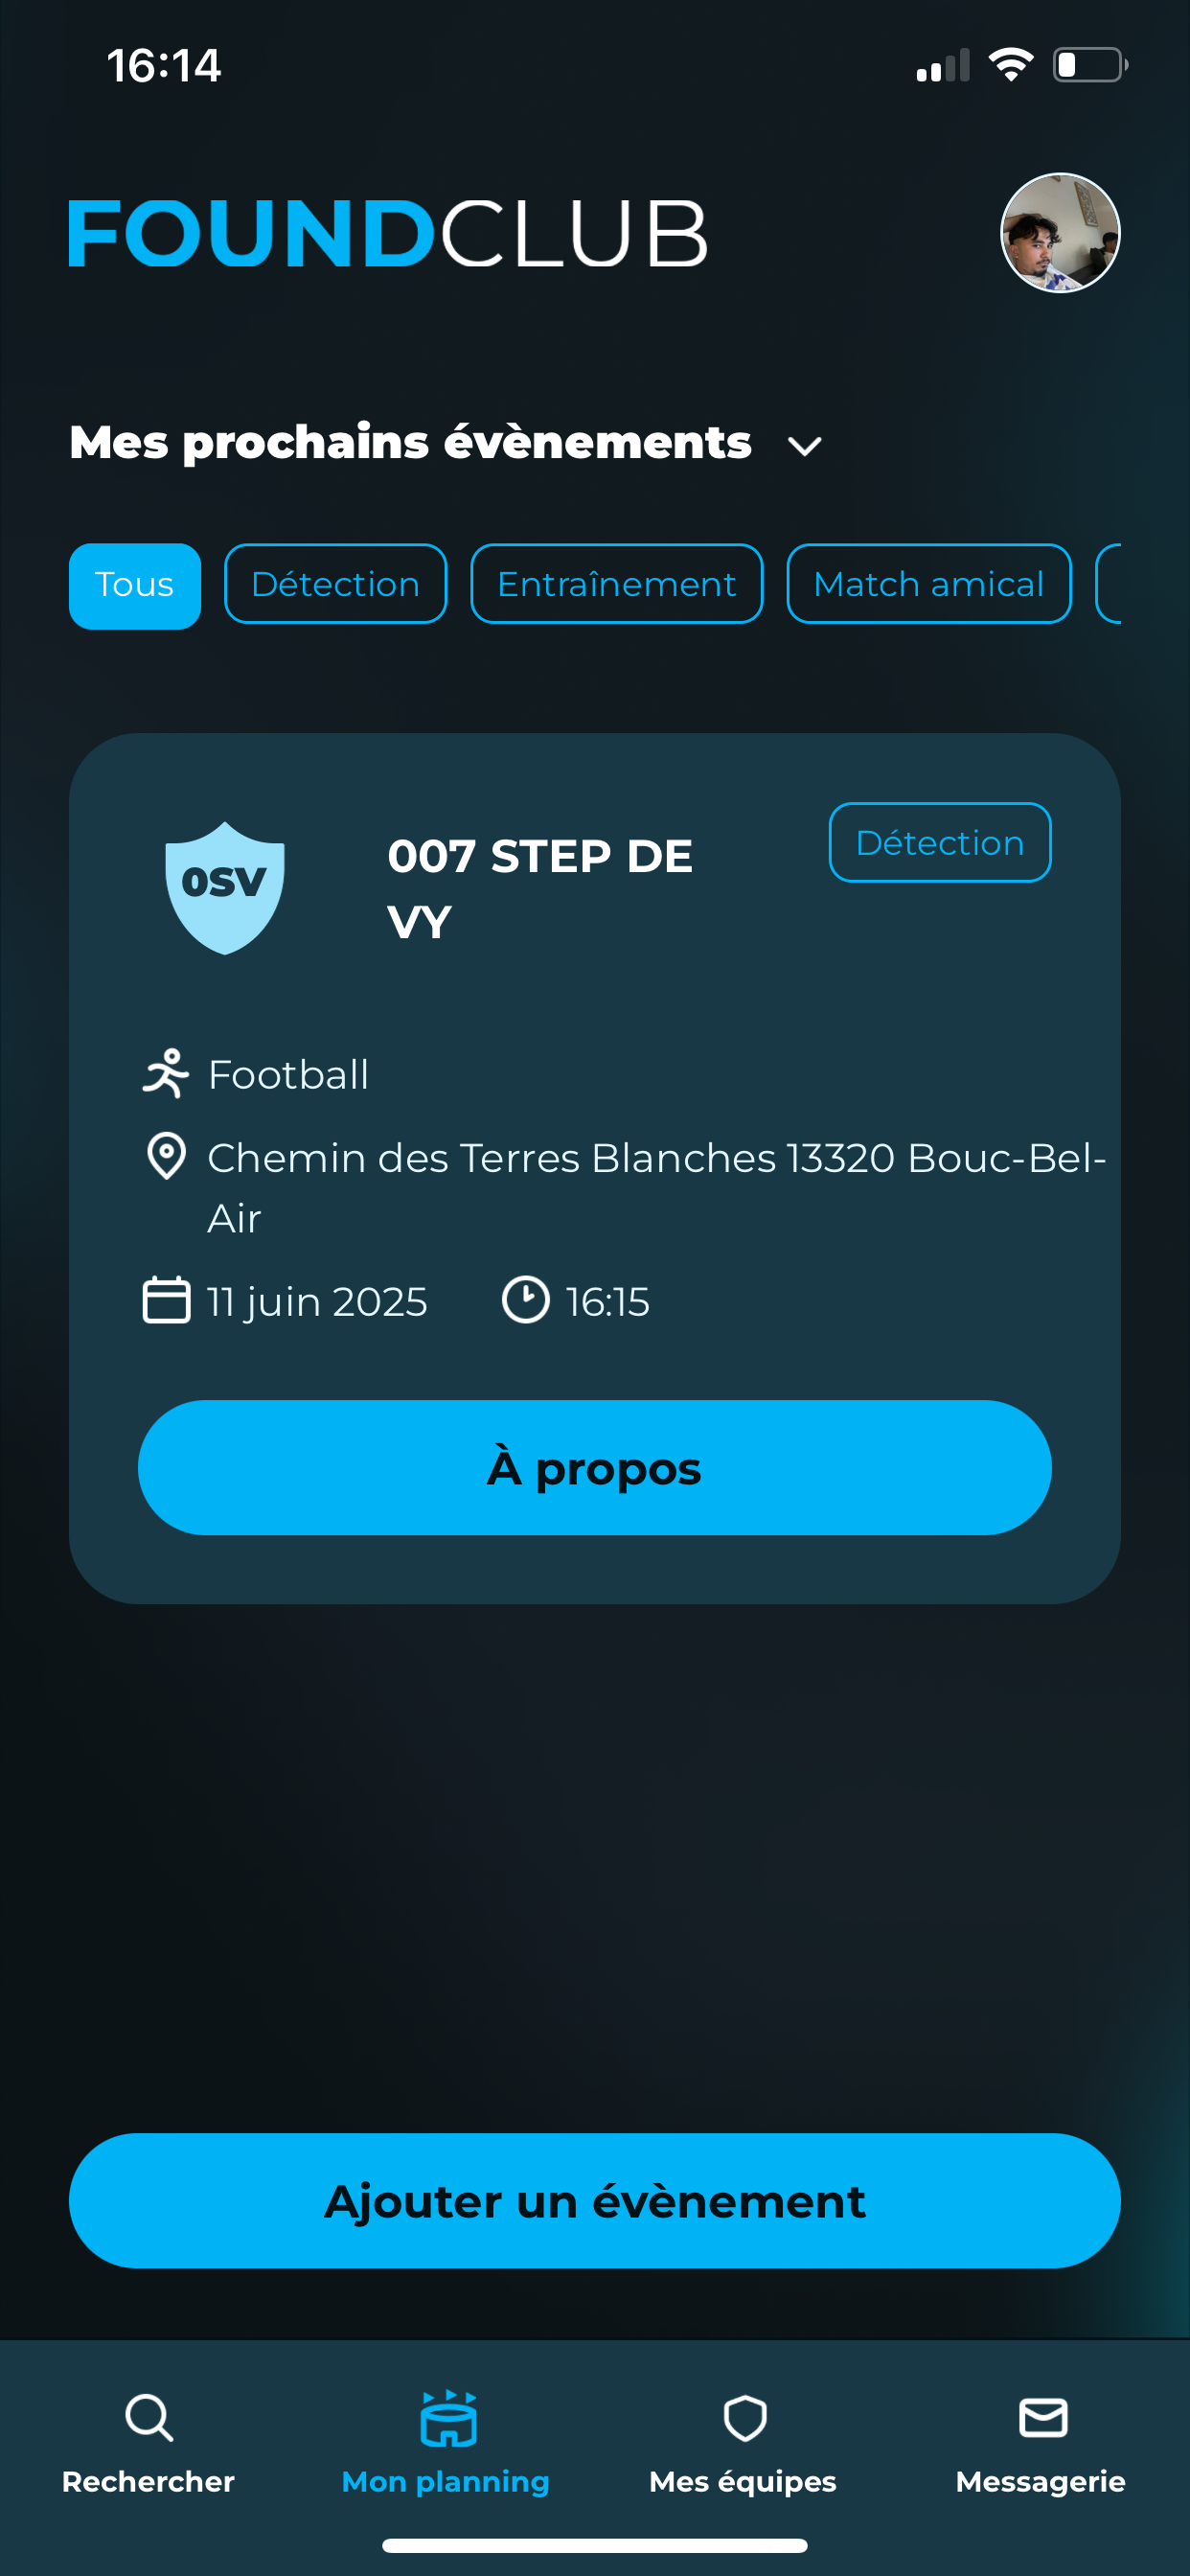 16:14
FOUNDCLUB
Mes prochains évènements
Tous
Détection
Entraînement
Match amical
0SV
007 STEP DE
VY
Détection
Football
Chemin des Terres Blanches 13320 Bouc-Bel-
Air
11 juin 2025
16:15
À propos
Ajouter un évènement
Rechercher
Mon planning
Mes équipes
Messagerie